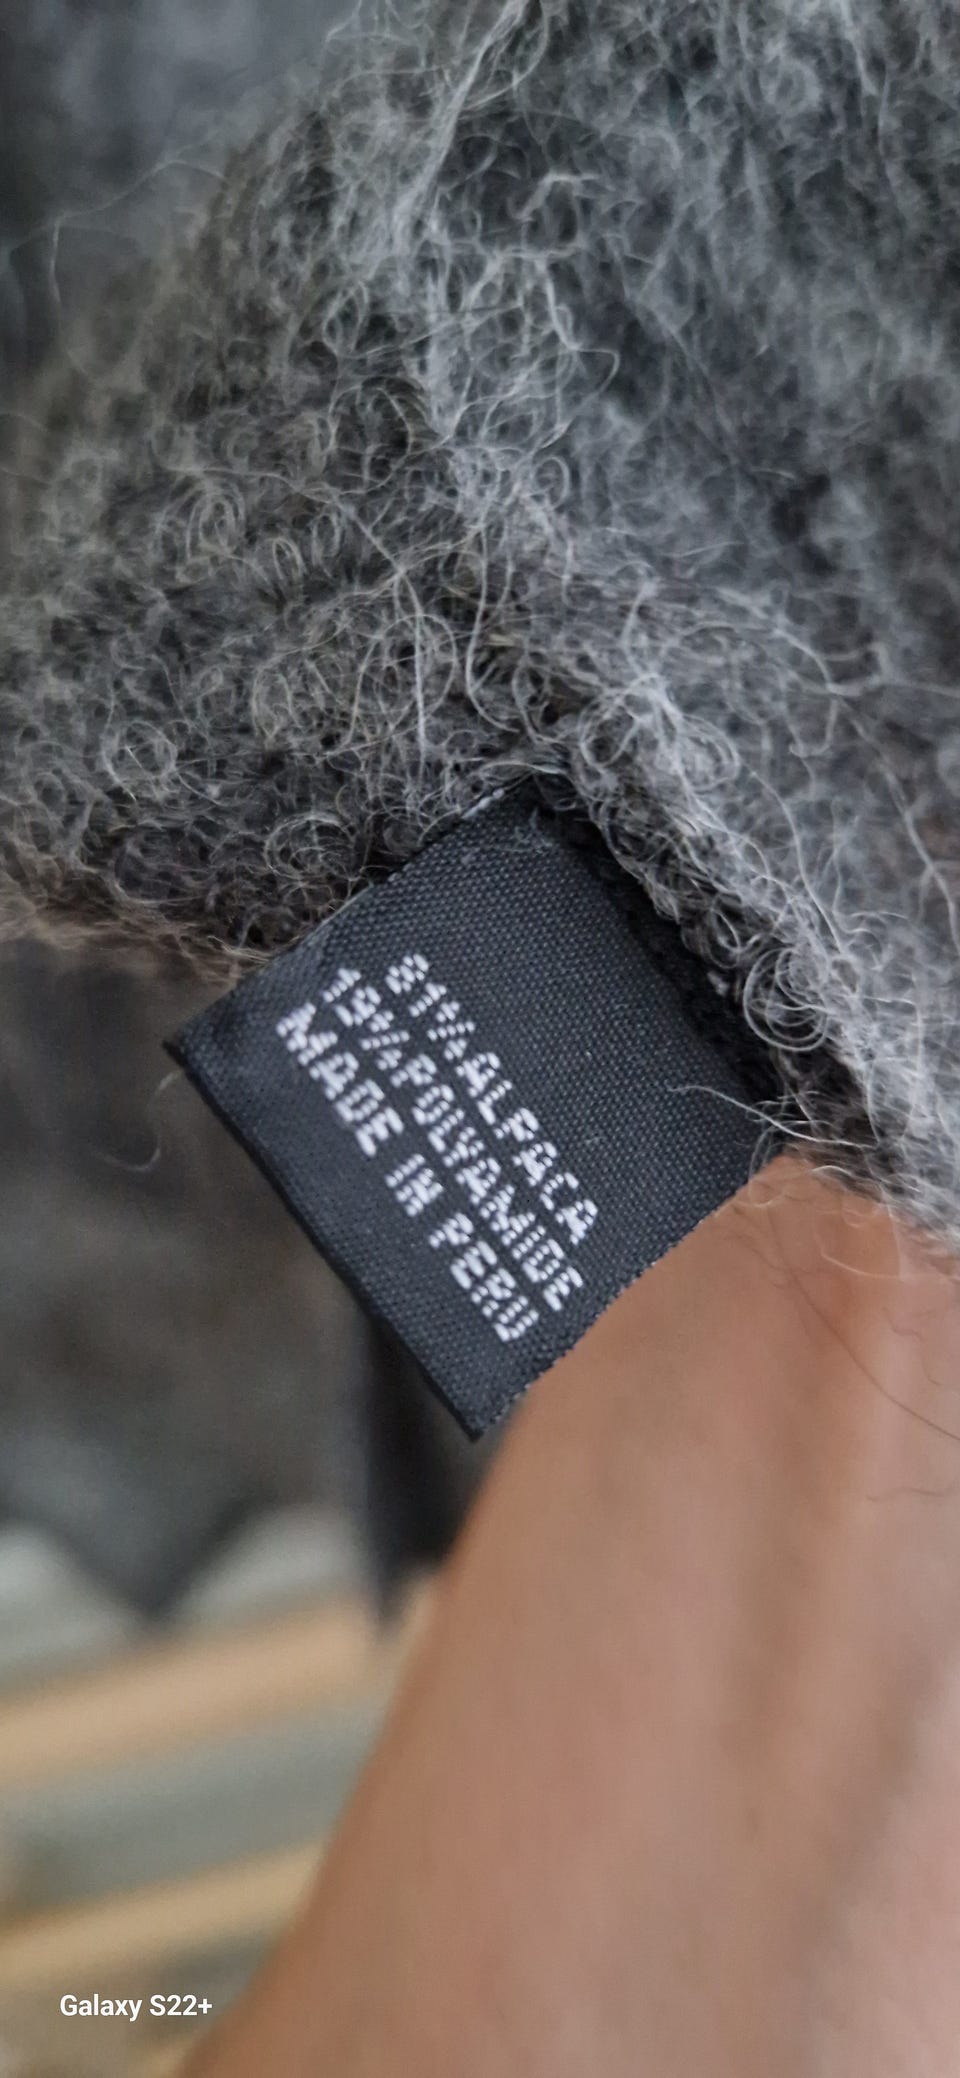 81%ALPACA
19%POLYAMIDE
MADE IN PERU
Galaxy S22+